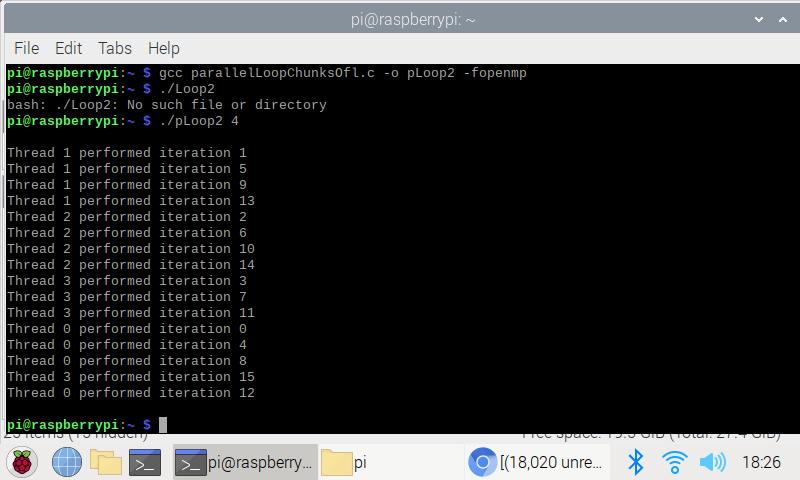 pi@raspberrypi: ~
File Edit Tabs Help
pi@raspberrypi:~ $ gcc parallelLoopChunksOfl.c -o pLoop2 -fopenmp
pi@raspberrypi:~ $ ./Loop2
bash: ./Loop2: No such file or directory
pi@raspberrypi:~ $ ./pLoop2 4
Thread 1 performed iteration 1
Thread 1 performed iteration 5
Thread 1 performed iteration 9
Thread 1 performed iteration 13
Thread 2 performed iteration 2
Thread 2 performed iteration 6
Thread 2 performed iteration 10
Thread 2 performed iteration 14
Thread 3 performed iteration 3
Thread 3 performed iteration 7
Thread 3 performed iteration 11
Thread 0 performed iteration 0
Thread 0 performed iteration 4
Thread 0 performed iteration 8
Thread 3 performed iteration 15
Thread 0 performed iteration 12
pi@raspberrypi:~ $
items (15 hidden) Free space: 19.5 GiB (Total: 27.4 GiB)
>_ >_ pi@raspberry... pi [(18,020 unre... 18:26